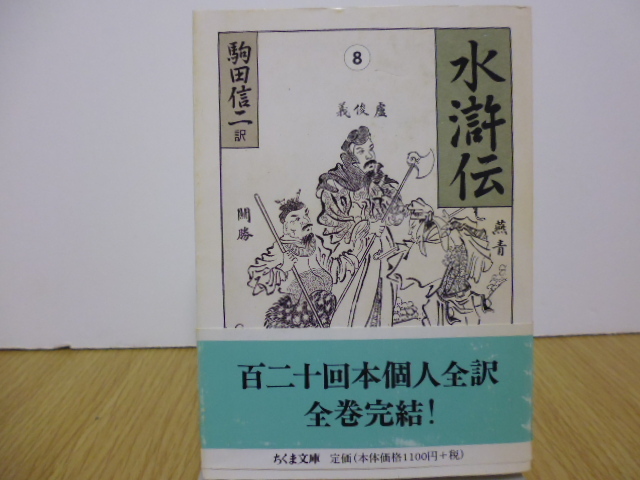 水滸伝
8
駒田信二
訳
義俊盧
關勝
燕青
百二十回本個人全訳
全巻完結!
ちくま文庫 定価(本体価格1100円+税)